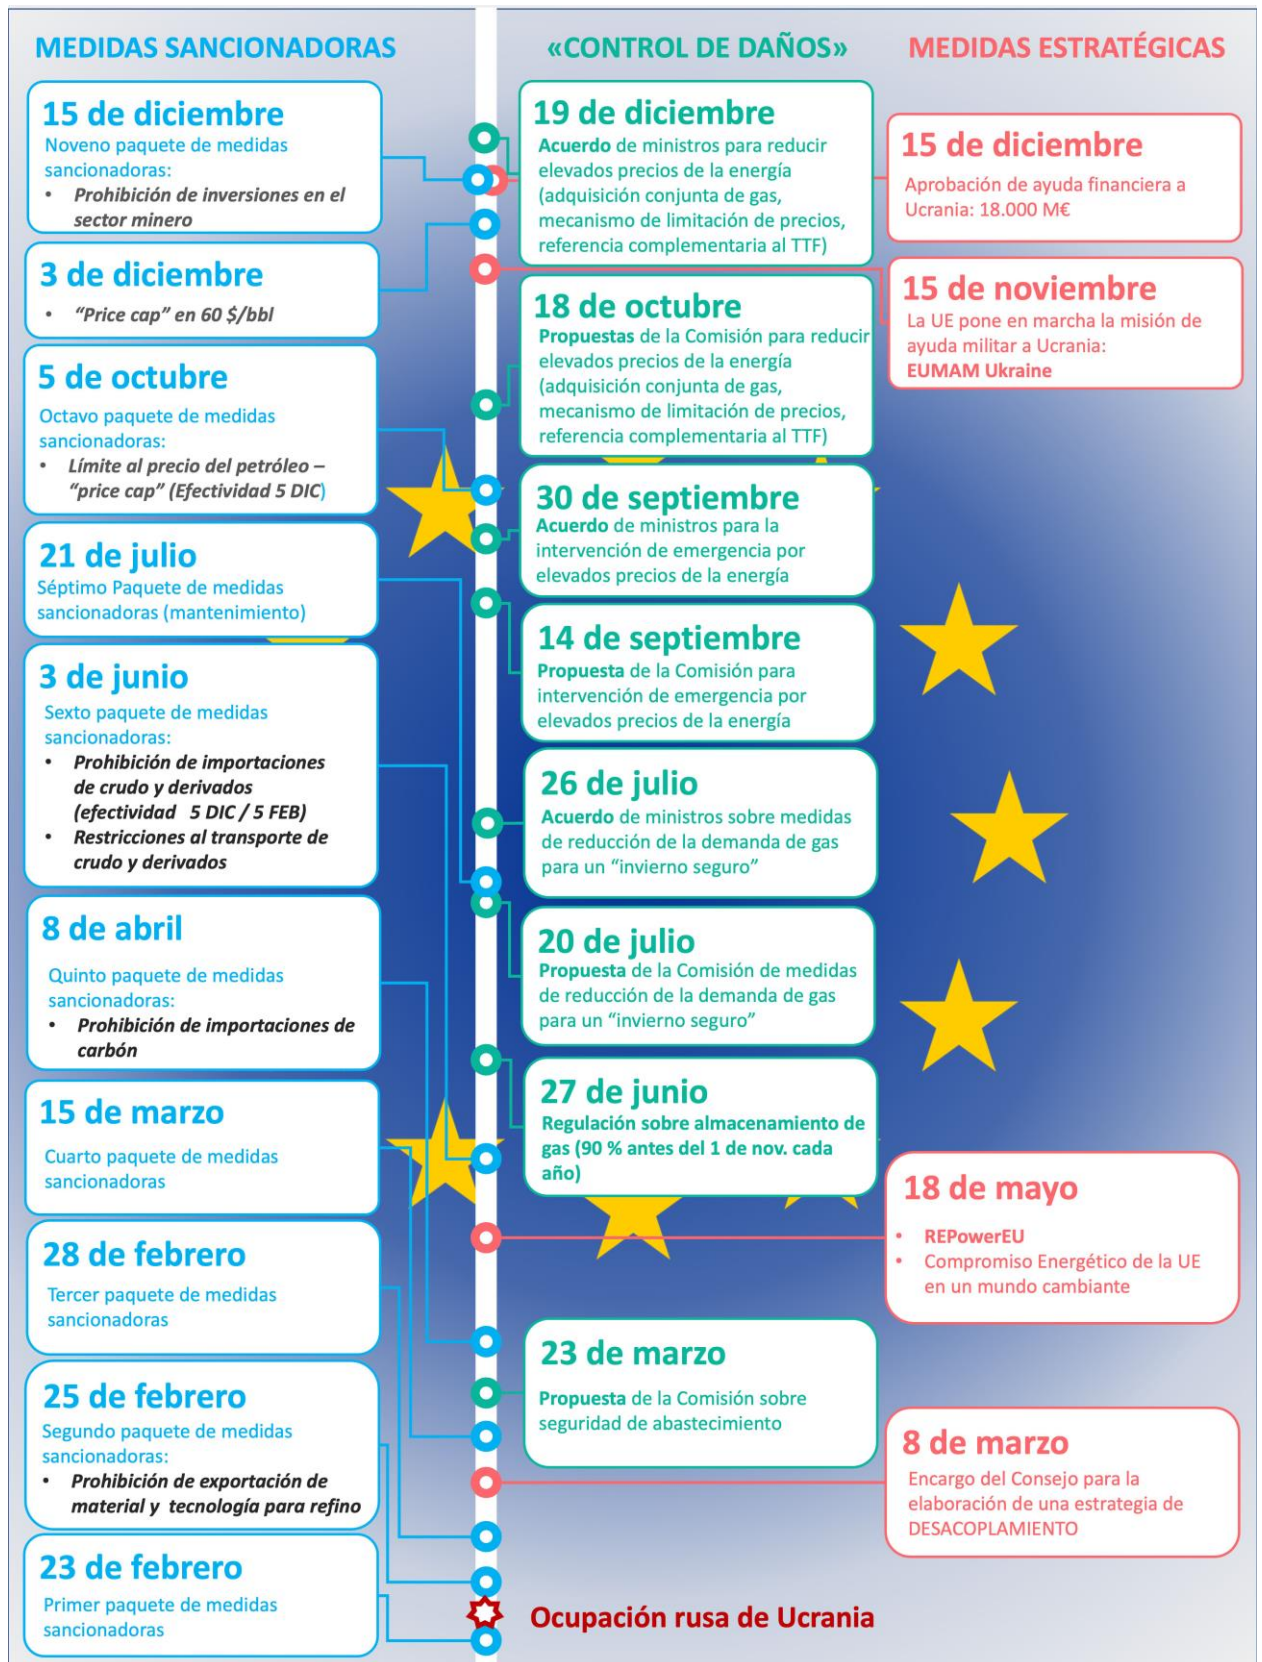 MEDIDAS SANCIONADORAS
15 de diciembre
Noveno paquete de medidas
sancionadoras:
• Prohibición de inversiones en el
sector minero
3 de diciembre
• “Price cap” en 60 $/bbl
5 de octubre
Octavo paquete de medidas
sancionadoras:
• Límite al precio del petróleo –
“price cap” (Efectividad 5 DIC)
21 de julio
Séptimo Paquete de medidas
sancionadoras (mantenimiento)
3 de junio
Sexto paquete de medidas
sancionadoras:
• Prohibición de importaciones
de crudo y derivados
(efectividad 5 DIC / 5 FEB)
• Restricciones al transporte de
crudo y derivados
8 de abril
Quinto paquete de medidas
sancionadoras:
• Prohibición de importaciones de
carbón
15 de marzo
Cuarto paquete de medidas
sancionadoras
28 de febrero
Tercer paquete de medidas
sancionadoras
25 de febrero
Segundo paquete de medidas
sancionadoras:
• Prohibición de exportación de
material y tecnología para refino
23 de febrero
Primer paquete de medidas
sancionadoras
«CONTROL DE DAÑOS»
19 de diciembre
Acuerdo de ministros para reducir
elevados precios de la energía
(adquisición conjunta de gas,
mecanismo de limitación de precios,
referencia complementaria al TTF)
18 de octubre
Propuestas de la Comisión para reducir
elevados precios de la energía
(adquisición conjunta de gas,
mecanismo de limitación de precios,
referencia complementaria al TTF)
30 de septiembre
Acuerdo de ministros para la
intervención de emergencia por
elevados precios de la energía
14 de septiembre
Propuesta de la Comisión para
intervención de emergencia por
elevados precios de la energía
26 de julio
Acuerdo de ministros sobre medidas
de reducción de la demanda de gas
para un “invierno seguro”
20 de julio
Propuesta de la Comisión de medidas
de reducción de la demanda de gas
para un “invierno seguro”
27 de junio
Regulación sobre almacenamiento de
gas (90 % antes del 1 de nov. cada
año)
23 de marzo
Propuesta de la Comisión sobre
seguridad de abastecimiento
Ocupación rusa de Ucrania
MEDIDAS ESTRATÉGICAS
15 de diciembre
Aprobación de ayuda financiera a
Ucrania: 18.000 M€
15 de noviembre
La UE pone en marcha la misión de
ayuda militar a Ucrania:
EUMAM Ukraine
18 de mayo
• REPowerEU
• Compromiso Energético de la UE
en un mundo cambiante
8 de marzo
Encargo del Consejo para la
elaboración de una estrategia de
DESACOPLAMIENTO